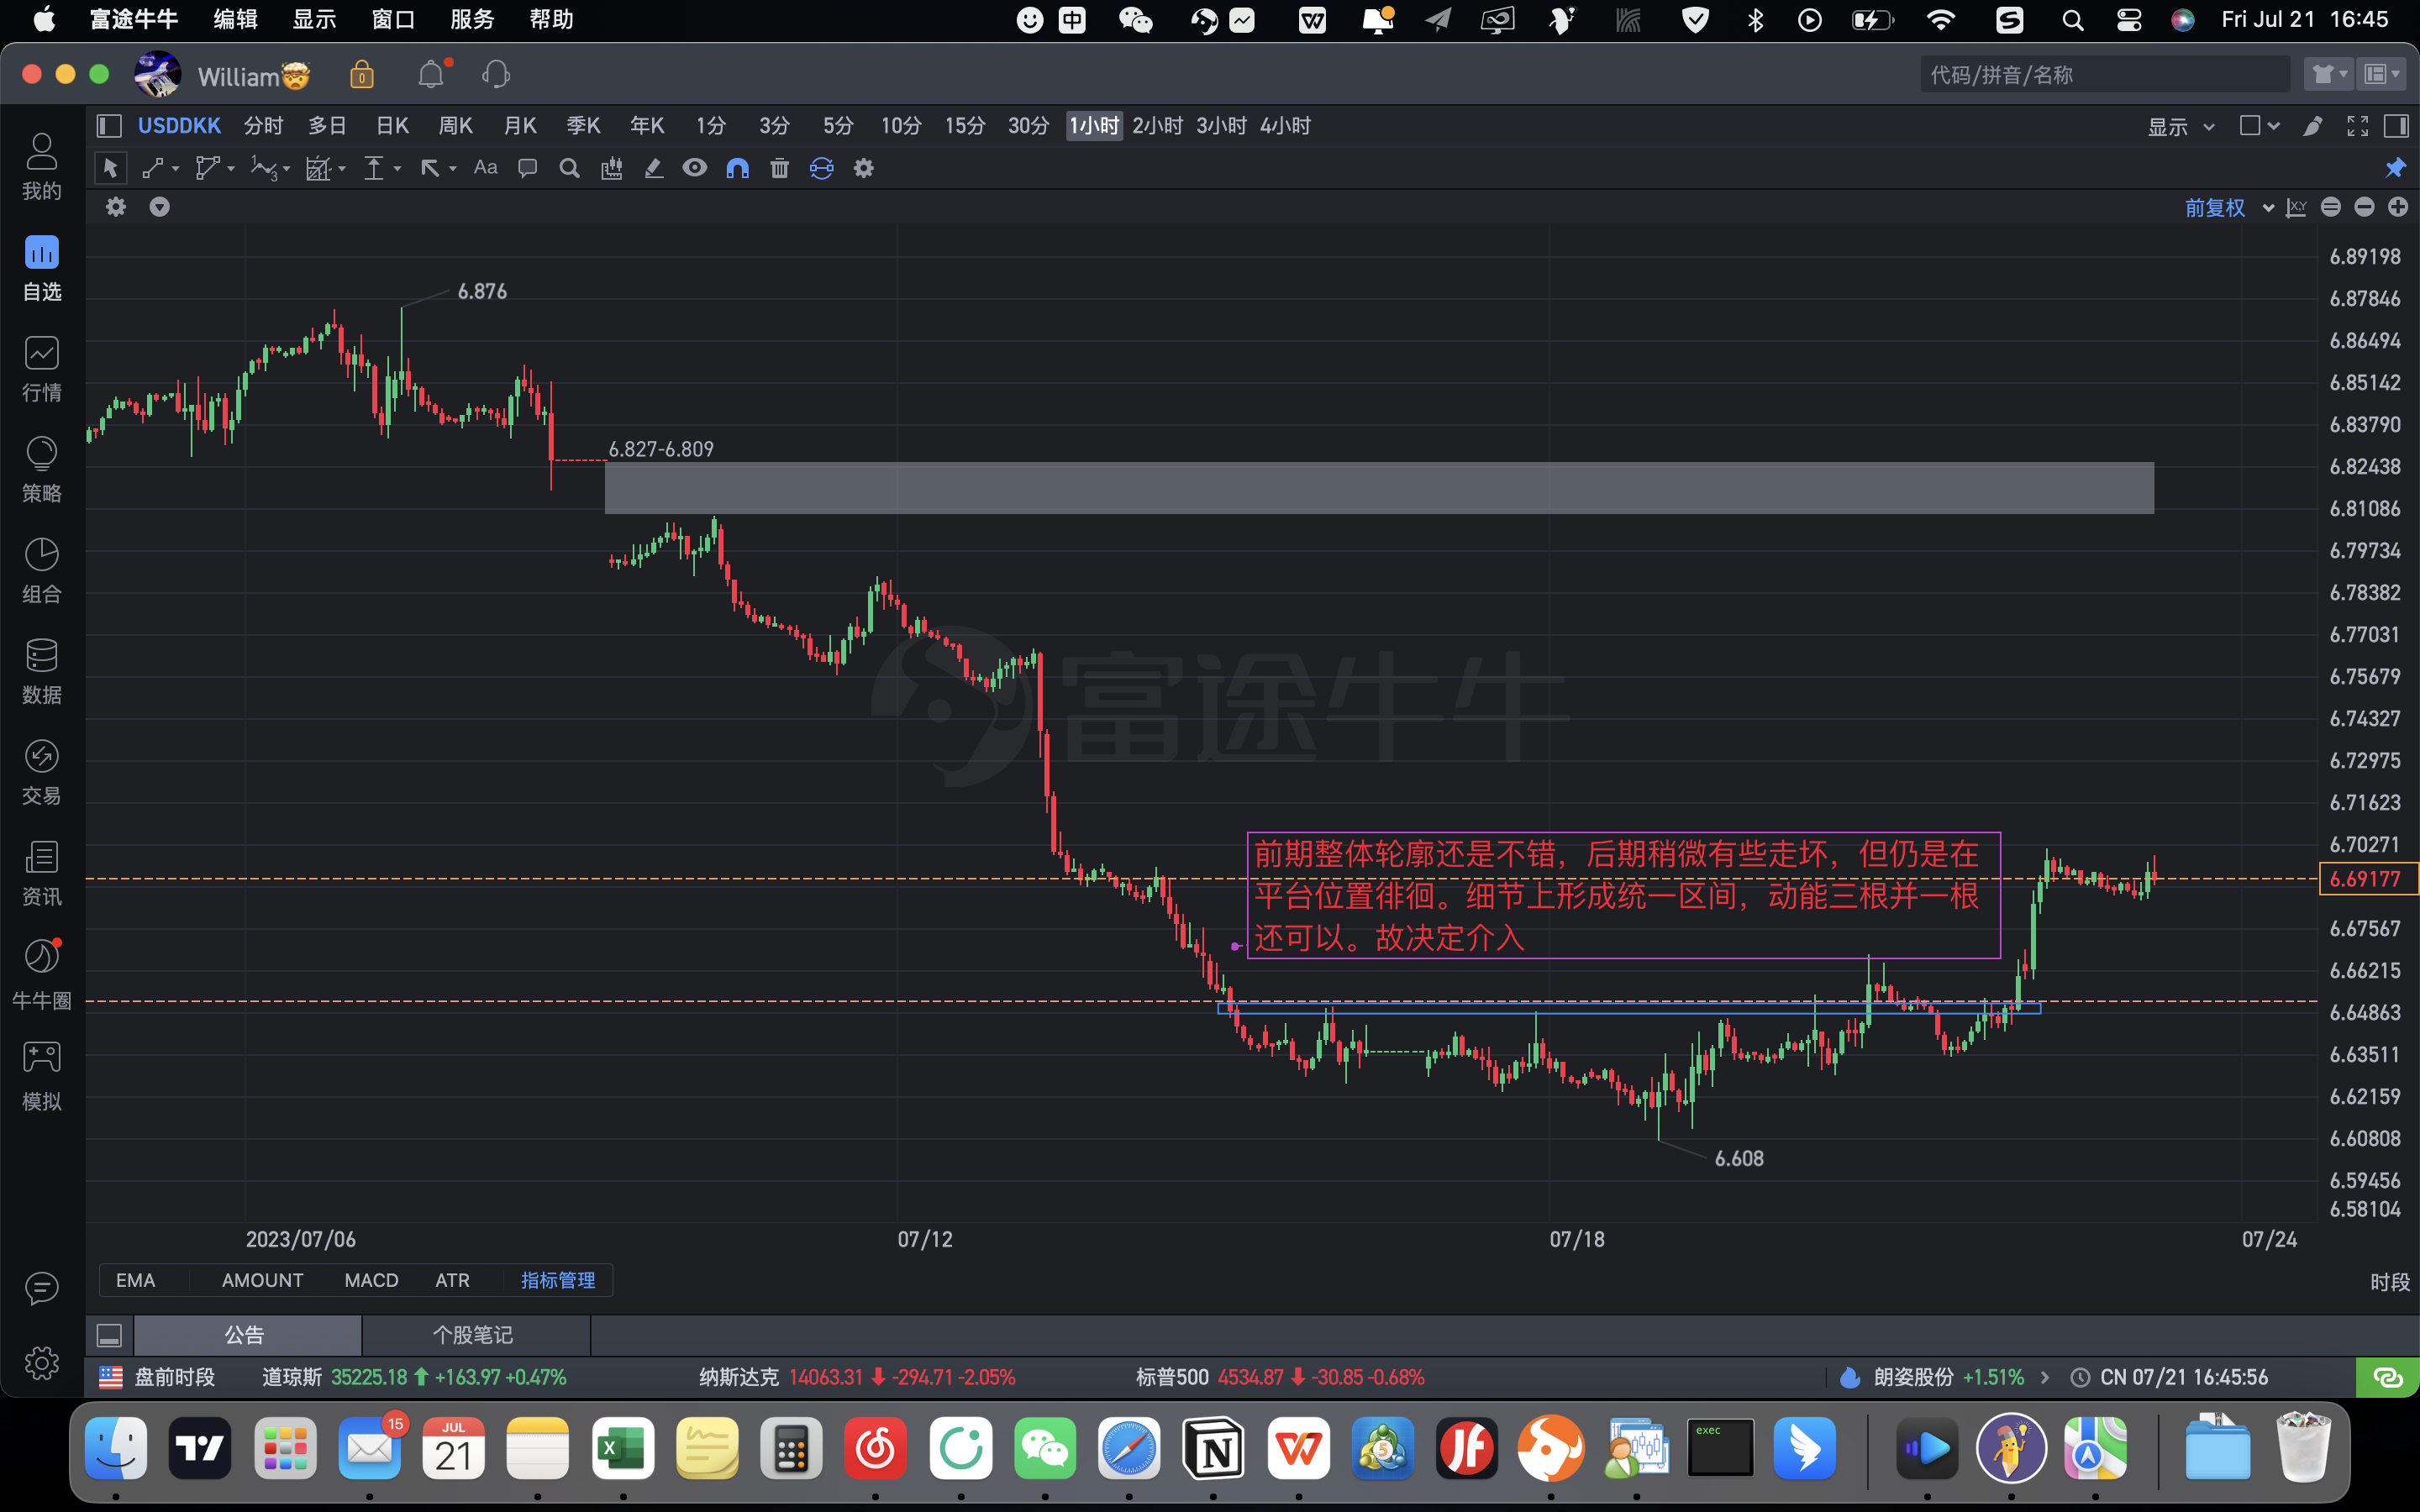 富途牛牛 编辑 显示 窗口 服务 帮助 中 Fri Jul 21 16:45
William 代码/拼音/名称
USDDKK 分时 多日 日K 周K 月K 季K 年K 1分 3分 5分 10分 15分 30分 1小时 2小时 3小时 4小时 显示
Aa
前复权 X,Y
我的
自选
行情
策略
组合
数据
交易
资讯
牛牛圈
模拟
6.876
6.827-6.809
富途牛牛
前期整体轮廓还是不错，后期稍微有些走坏，但仍是在
平台位置徘徊。细节上形成统一区间，动能三根并一根
还可以。故决定介入
6.608
6.89198
6.87846
6.86494
6.85142
6.83790
6.82438
6.81086
6.79734
6.78382
6.77031
6.75679
6.74327
6.72975
6.71623
6.70271
6.69177
6.67567
6.66215
6.64863
6.63511
6.62159
6.60808
6.59456
6.58104
2023/07/06 07/12 07/18 07/24
EMA AMOUNT MACD ATR 指标管理 时段
公告 个股笔记
盘前时段 道琼斯 35225.18 +163.97 +0.47% 纳斯达克 14063.31 -294.71 -2.05% 标普500 4534.87 -30.85 -0.68% 朗姿股份 +1.51% CN 07/21 16:45:56
15
JUL
21
exec